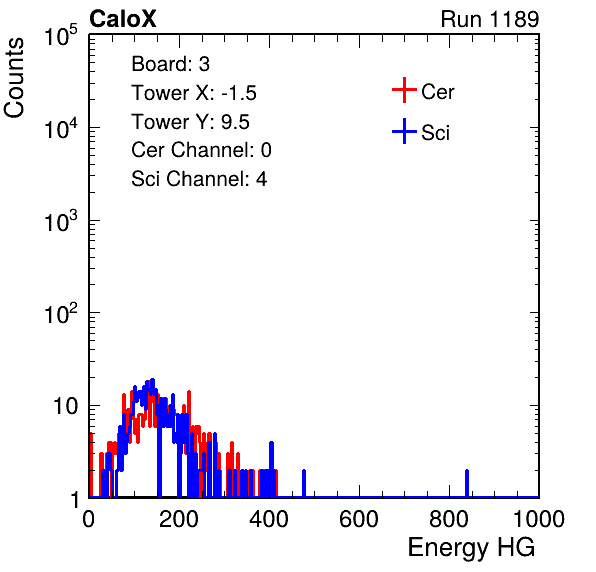 CaloX Run 1189
Counts
Board: 3
Tower X: -1.5
Tower Y: 9.5
Cer Channel: 0
Sci Channel: 4
Cer
Sci
10^5
10^4
10^3
10^2
10
1
0 200 400 600 800 1000
Energy HG